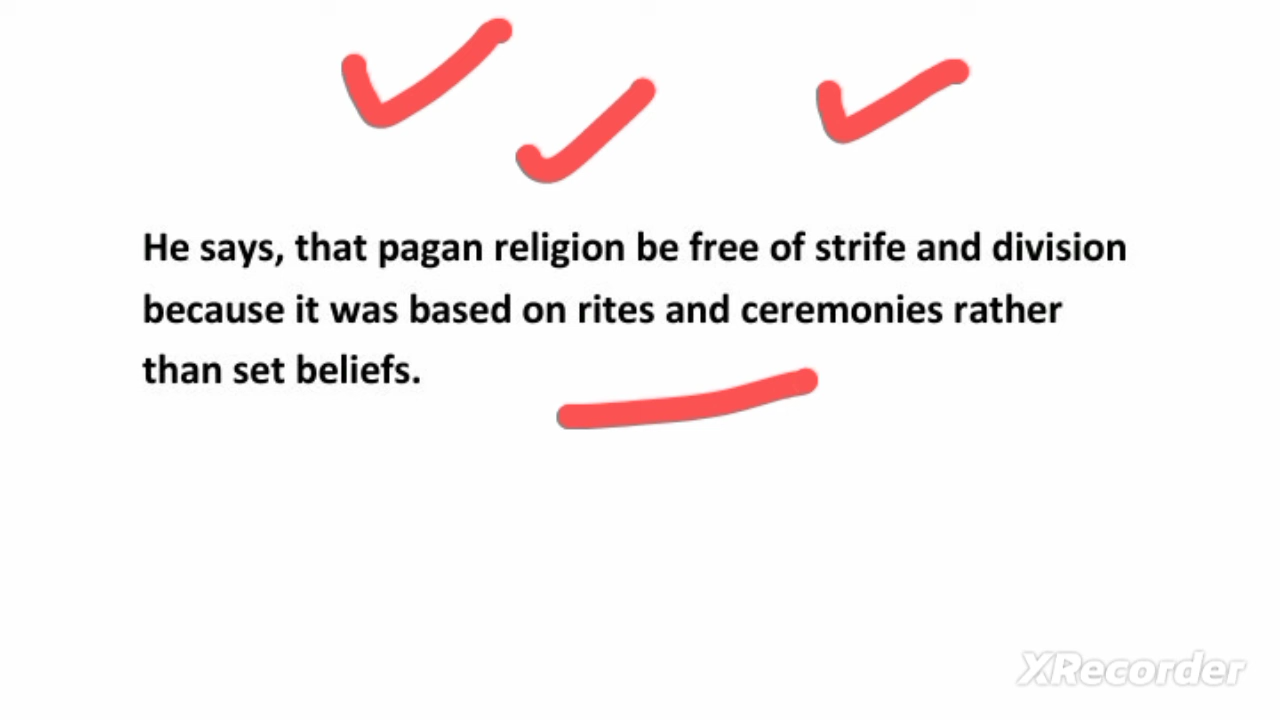 He says, that pagan religion be free of strife and division
because it was based on rites and ceremonies rather
than set beliefs.
XRecorder